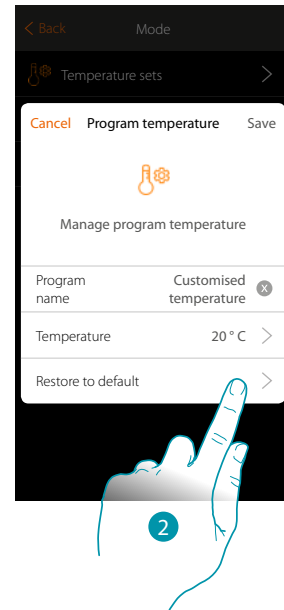 Back Mode
Temperature sets
Cancel Program temperature Save
Manage program temperature
Program name
Customised temperature
x
Temperature 20 ° C
Restore to default
2